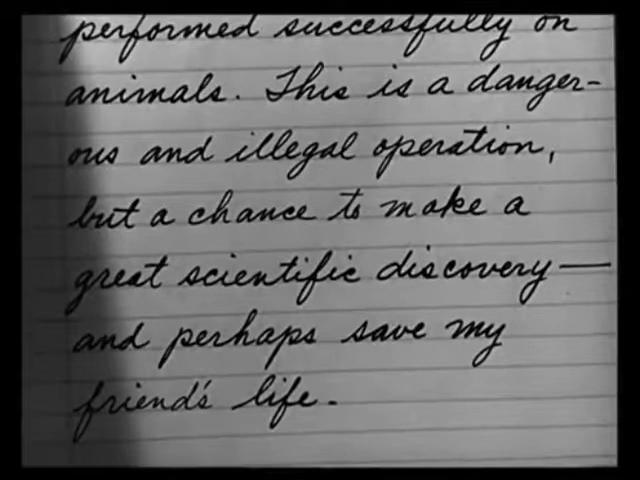 performed successfully on
animals. This is a danger-
ous and illegal operation,
but a chance to make a
great scientific discovery—
and perhaps save my
friend's life.